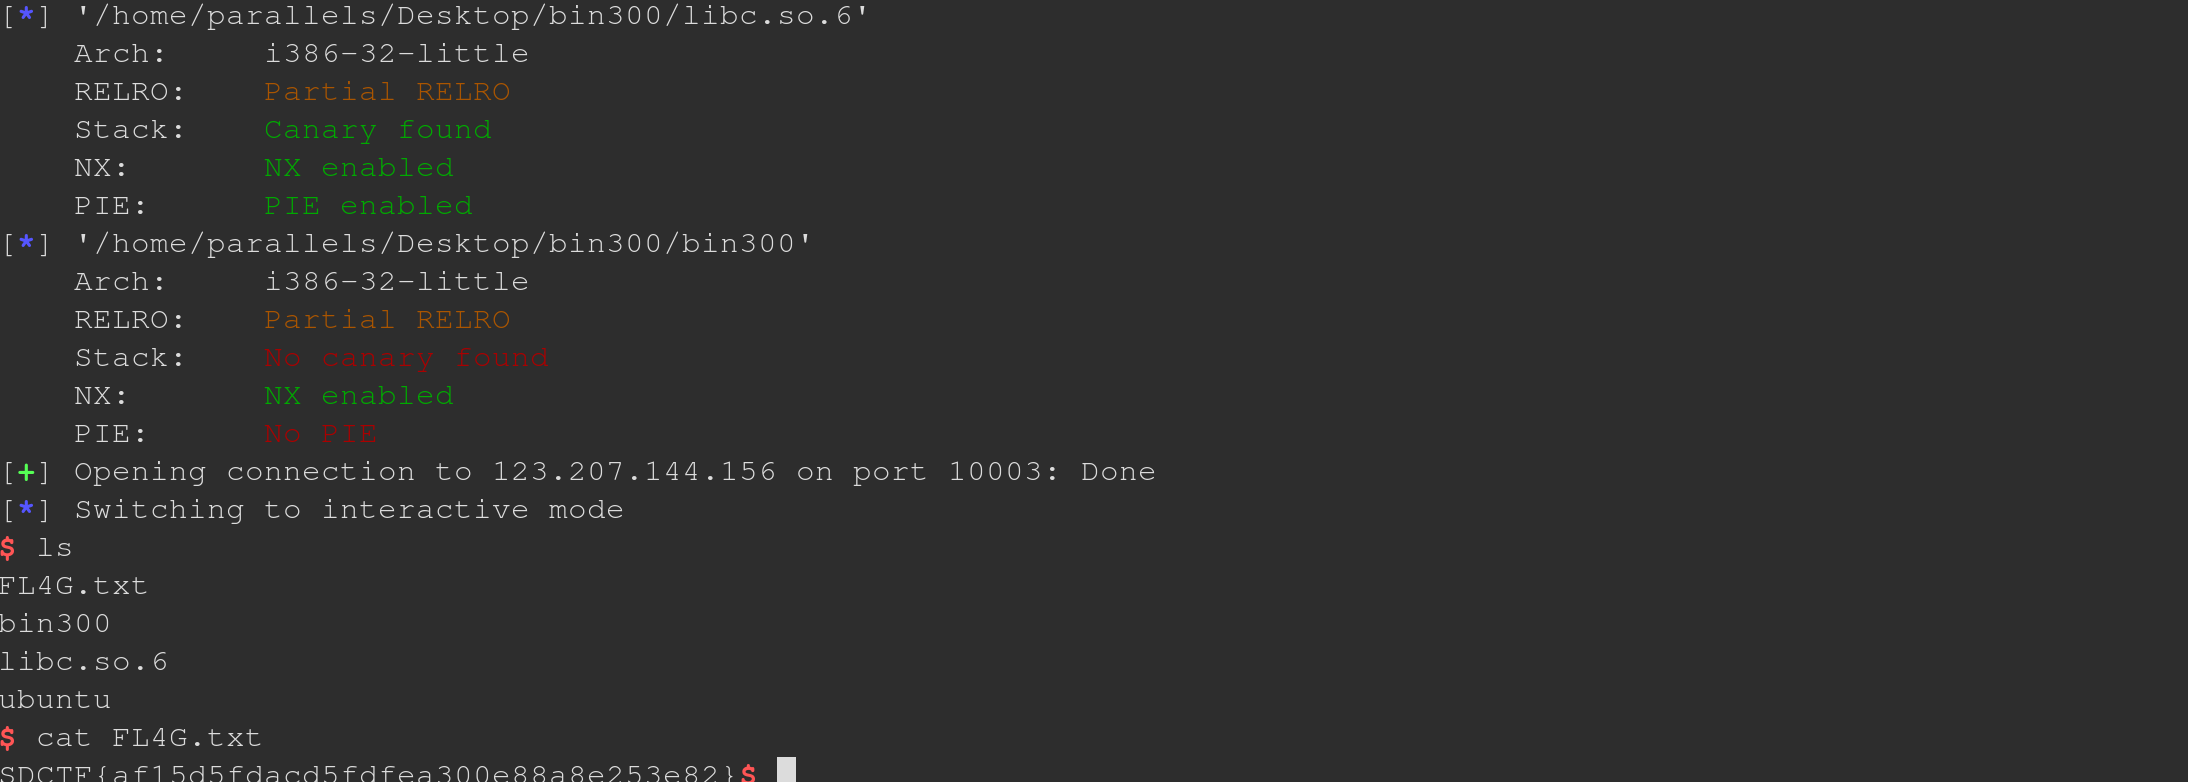 [*] '/home/parallels/Desktop/bin300/libc.so.6'
    Arch:     i386-32-little
    RELRO:    Partial RELRO
    Stack:    Canary found
    NX:       NX enabled
    PIE:      PIE enabled
[*] '/home/parallels/Desktop/bin300/bin300'
    Arch:     i386-32-little
    RELRO:    Partial RELRO
    Stack:    No canary found
    NX:       NX enabled
    PIE:      No PIE
[+] Opening connection to 123.207.144.156 on port 10003: Done
[*] Switching to interactive mode
$ ls
FL4G.txt
bin300
libc.so.6
ubuntu
$ cat FL4G.txt
SDCTF{af15d5fdacd5fdfea300e88a8e253e82}$